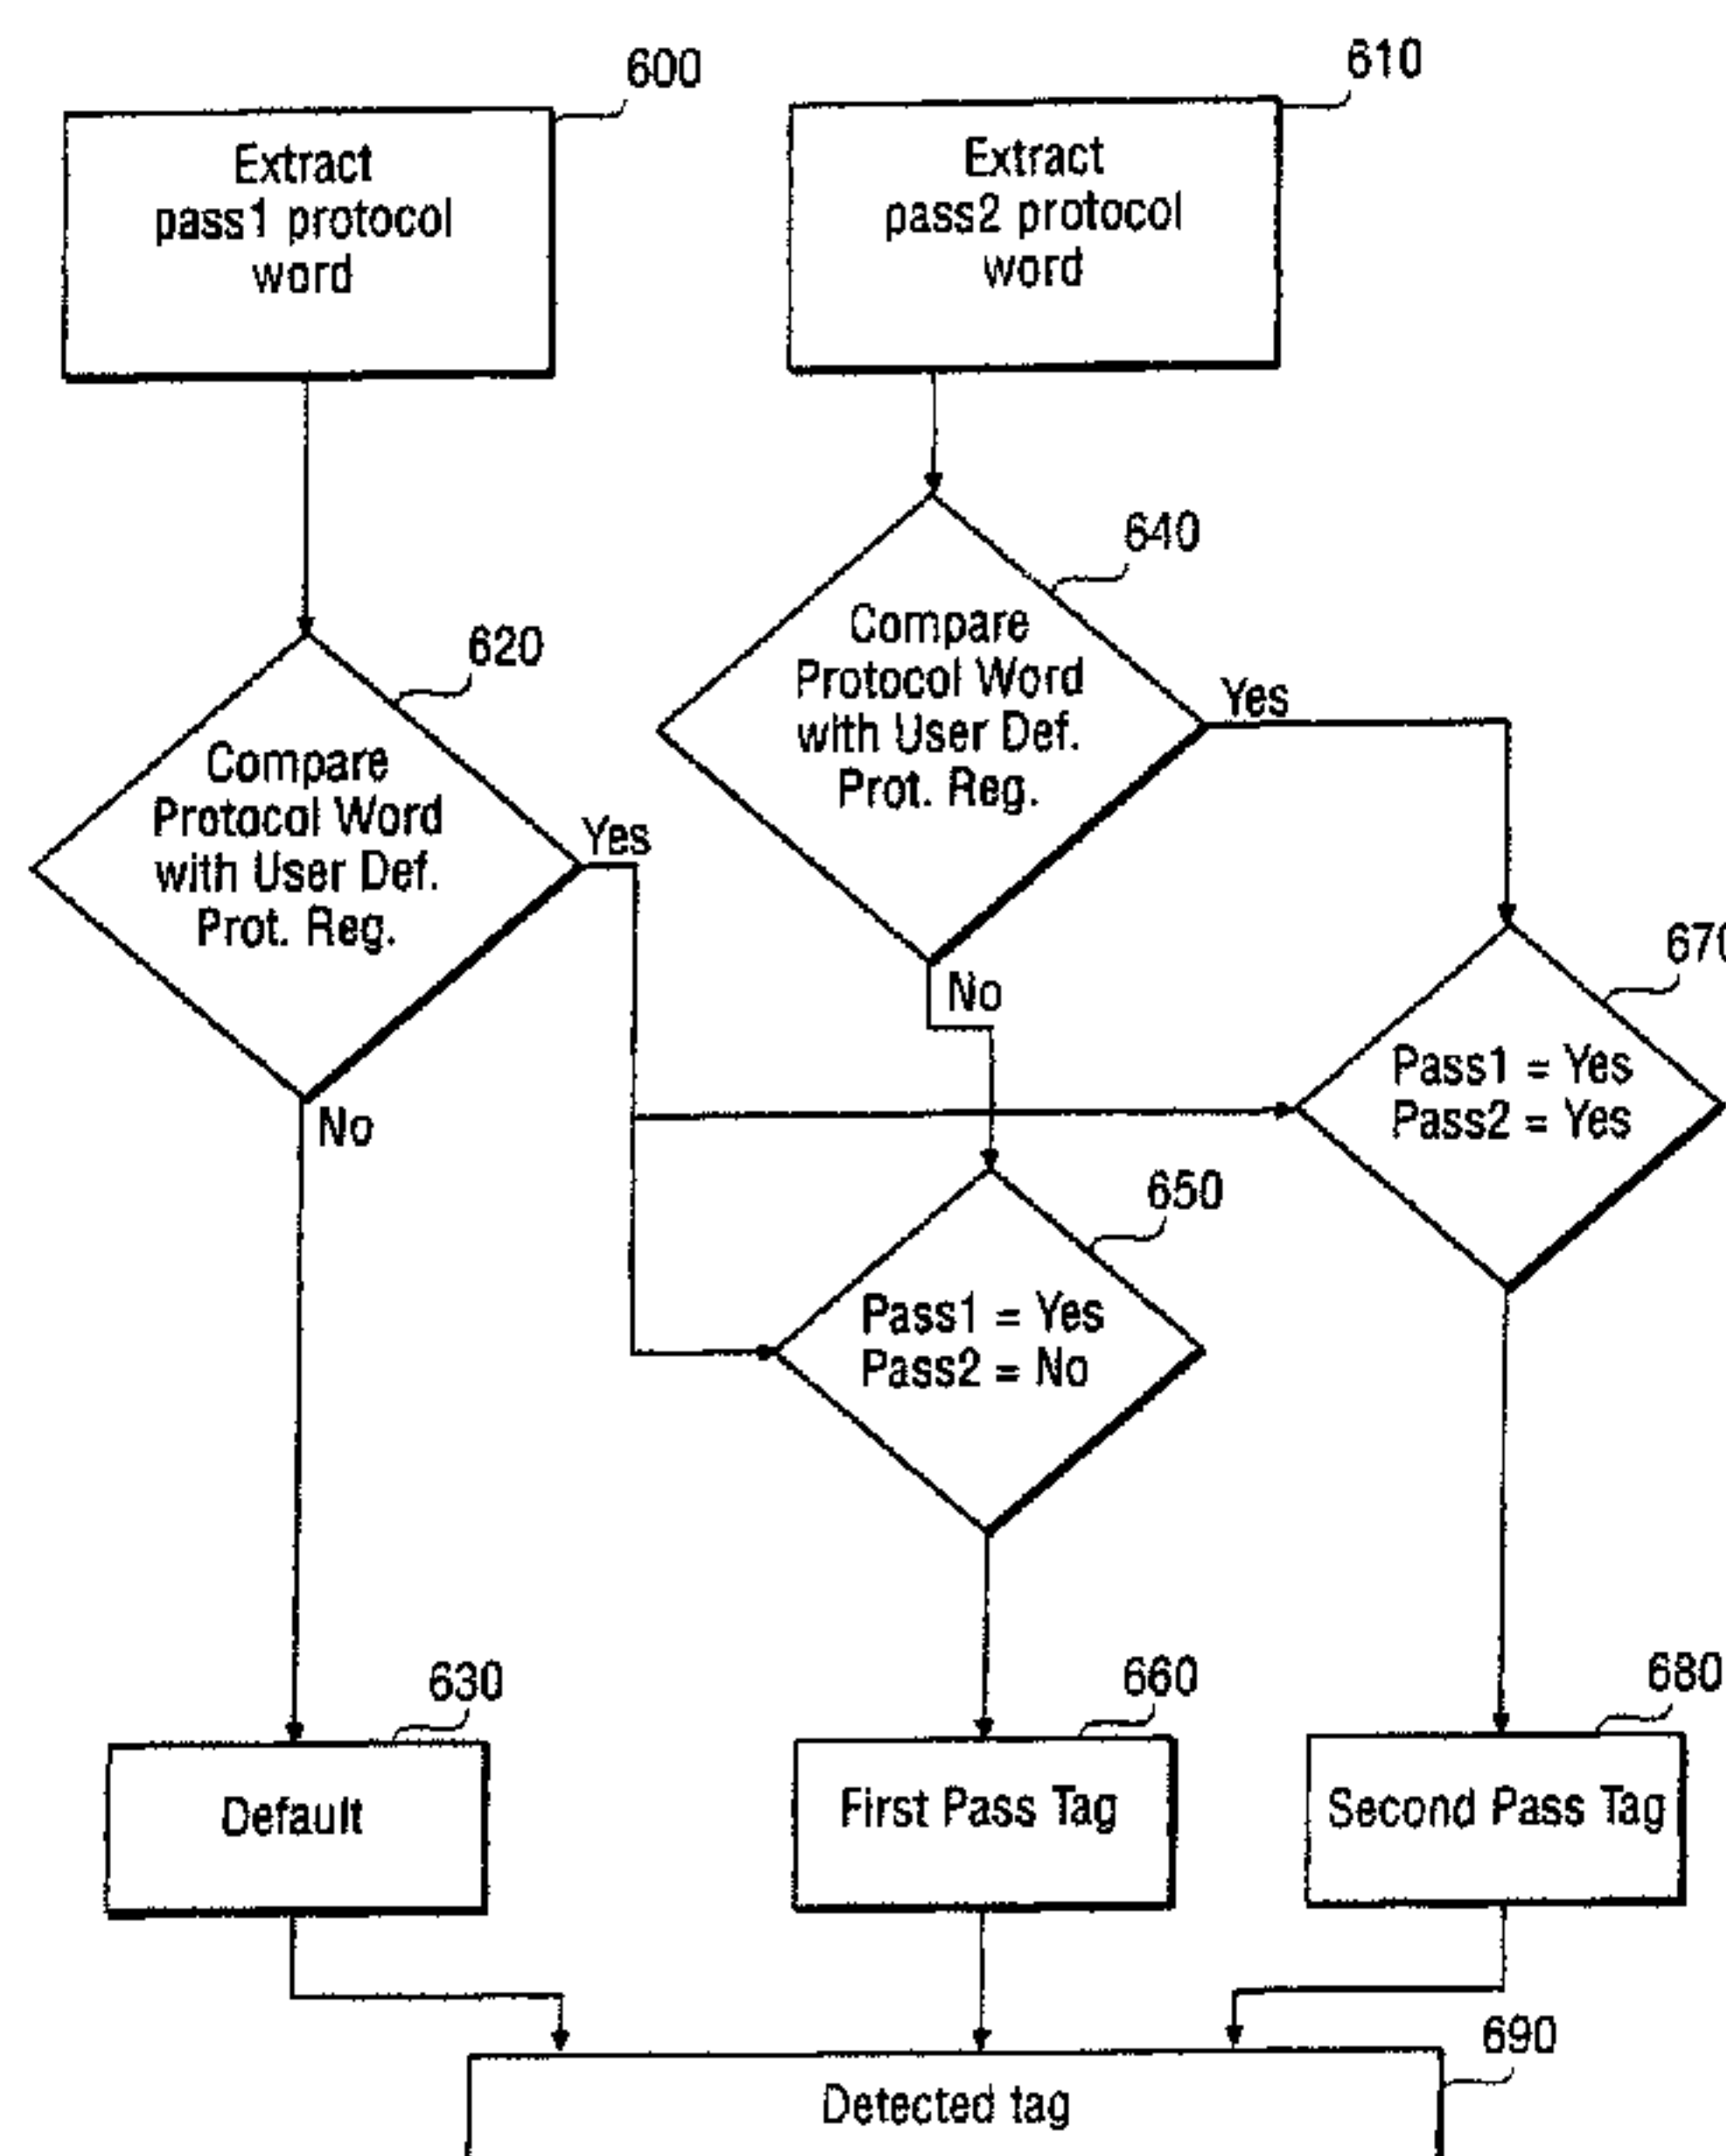 600
Extract
pass1 protocol
word
610
Extract
pass2 protocol
word
620
Compare
Protocol Word
with User Def.
Prot. Reg.
Yes
No
640
Compare
Protocol Word
with User Def.
Prot. Reg.
Yes
No
670
Pass1 = Yes
Pass2 = Yes
650
Pass1 = Yes
Pass2 = No
630
Default
660
First Pass Tag
680
Second Pass Tag
690
Detected tag